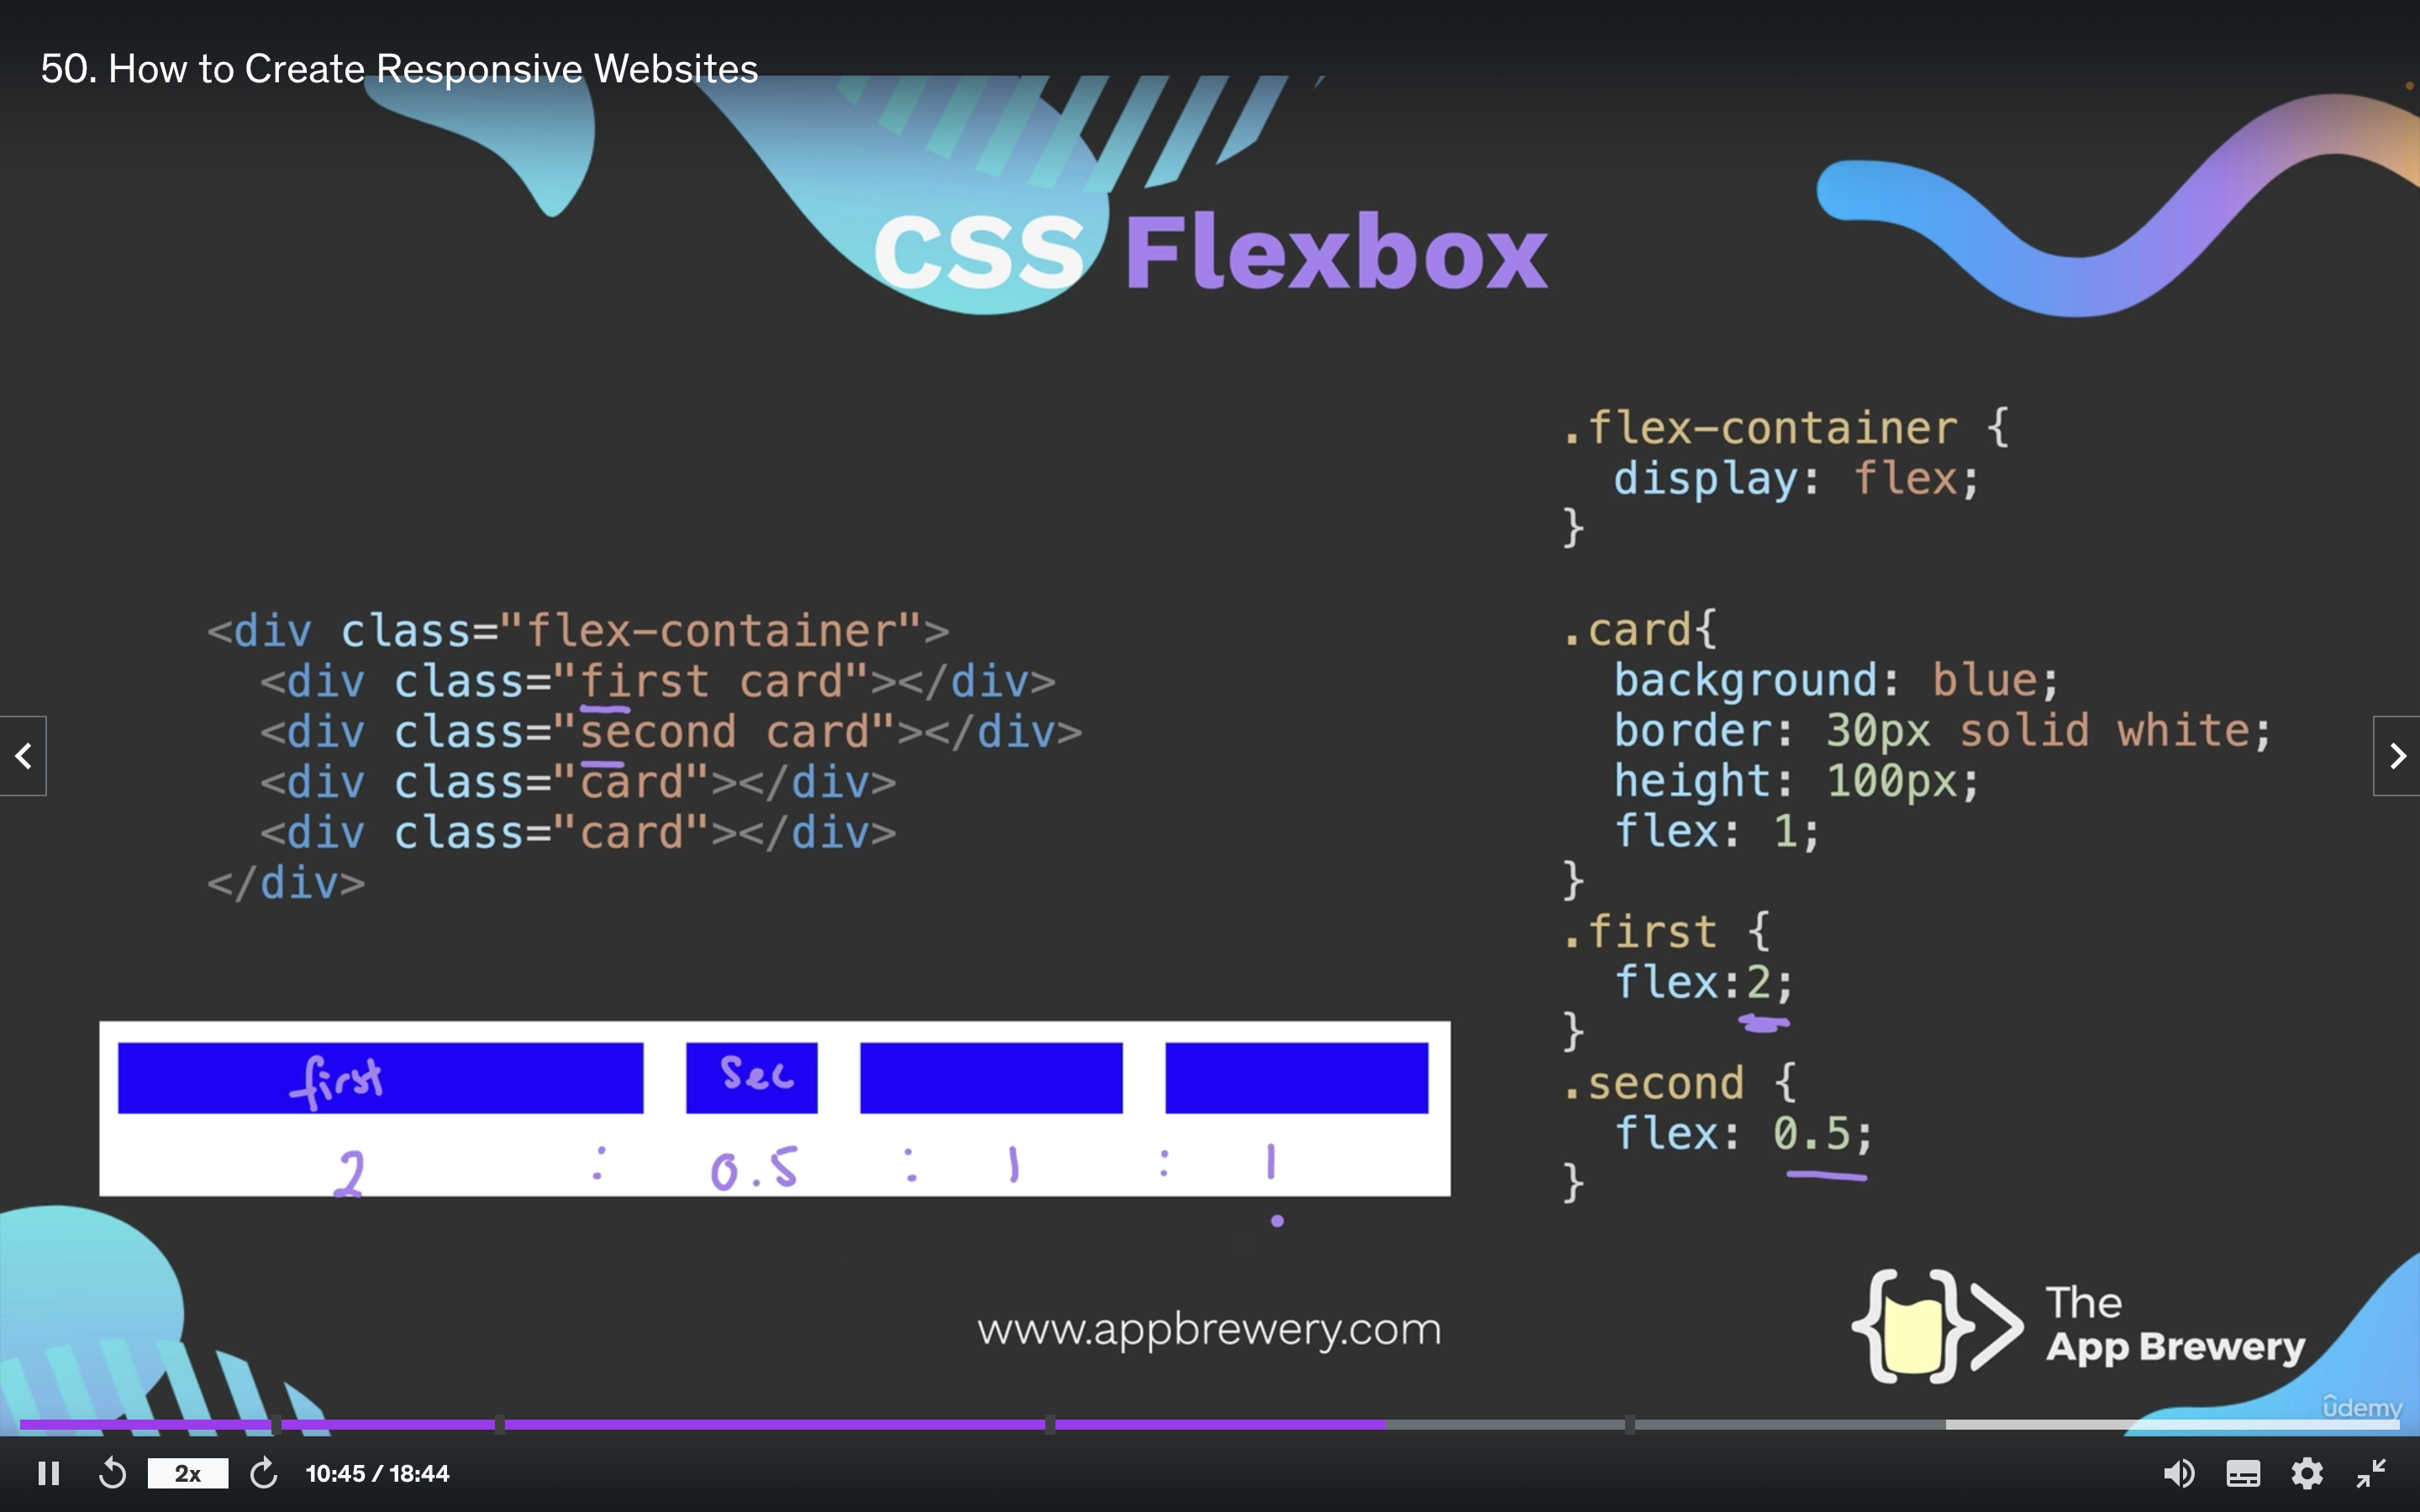 50. How to Create Responsive Websites
CSS Flexbox
<div class="flex-container">
<div class="first card"></div>
<div class="second card"></div>
<div class="card"></div>
<div class="card"></div>
</div>
.flex-container {
display: flex;
}
.card{
background: blue;
border: 30px solid white;
height: 100px;
flex: 1;
}
.first {
flex:2;
}
.second {
flex: 0.5;
}
first Sec
2 : 0.5 : 1 : 1
www.appbrewery.com
The
App Brewery
ûdemy
2x 10:45 / 18:44